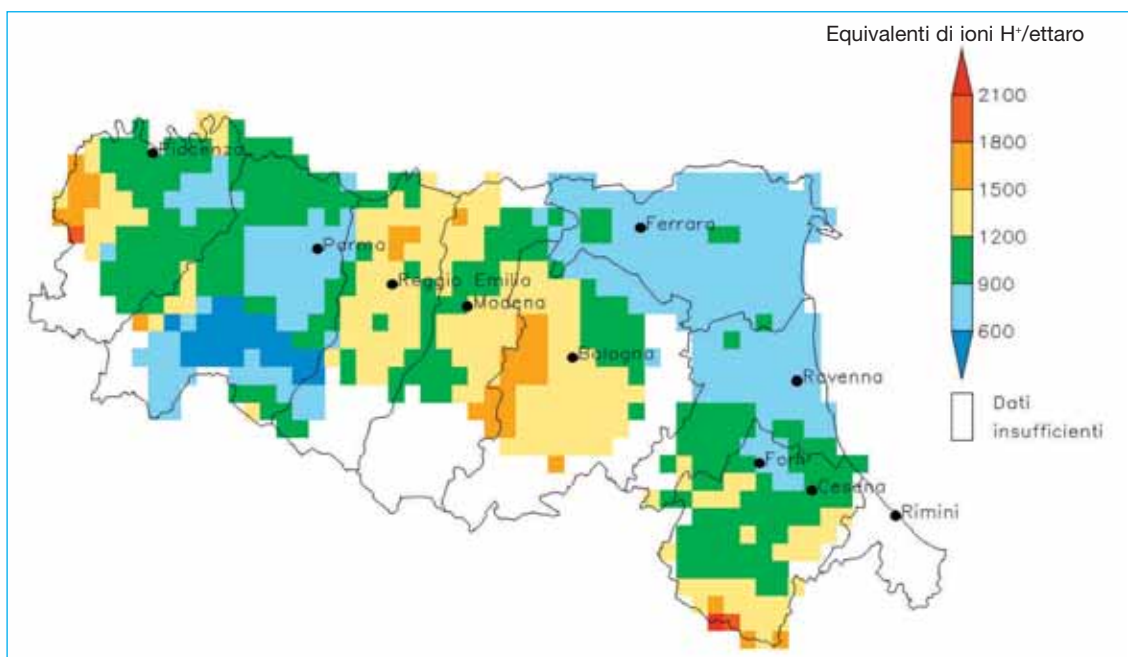 Equivalenti di ioni H⁺/ettaro
2100
1800
1500
1200
900
600
Dati
insufficienti
Piacenza
Parma
Reggio Emilia
Modena
Bologna
Ferrara
Ravenna
Forlì
Cesena
Rimini